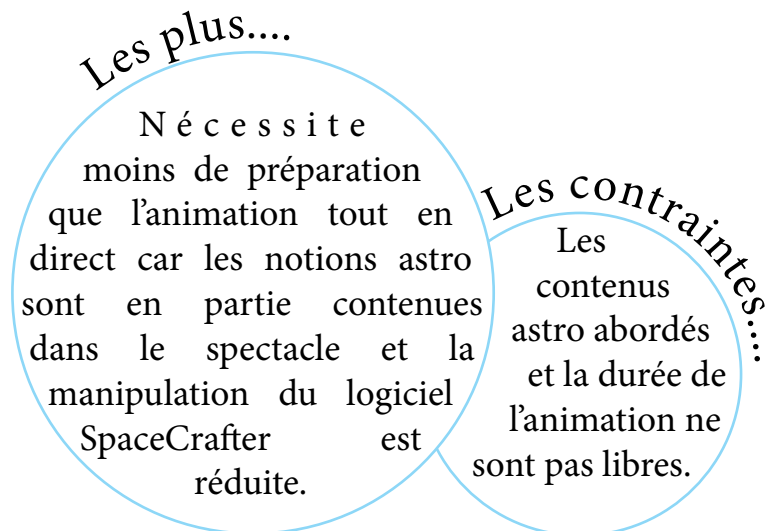 Les plus....
Nécessite
moins de préparation
que l'animation tout en
direct car les notions astro
sont en partie contenues
dans le spectacle et la
manipulation du logiciel
SpaceCrafter est
réduite.
Les contraintes....
Les
contenus
astro abordés
et la durée de
l'animation ne
sont pas libres.